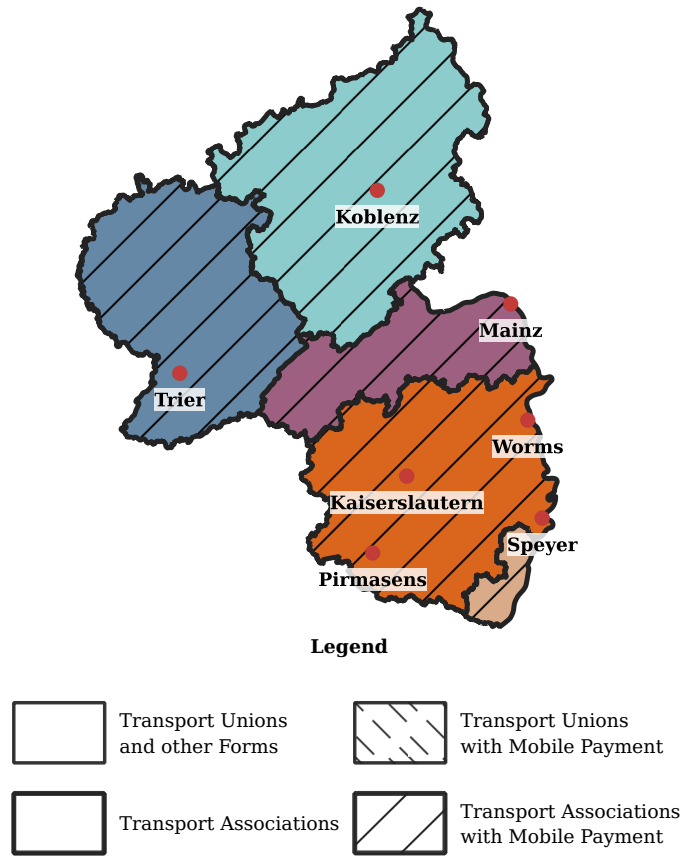 Koblenz
Mainz
Trier
Worms
Kaiserslautern
Speyer
Pirmasens
Legend
Transport Unions
and other Forms
Transport Unions
with Mobile Payment
Transport Associations
Transport Associations
with Mobile Payment